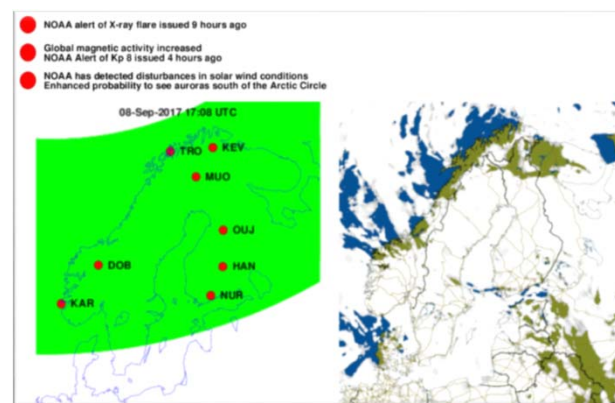 NOAA alert of X-ray flare issued 9 hours ago
Global magnetic activity increased
NOAA Alert of Kp 8 issued 4 hours ago
NOAA has detected disturbances in solar wind conditions
Enhanced probability to see auroras south of the Arctic Circle
08-Sep-2017 17:08 UTC
TRO
KEV
MUO
OUJ
DOB
HAN
NUR
KAR